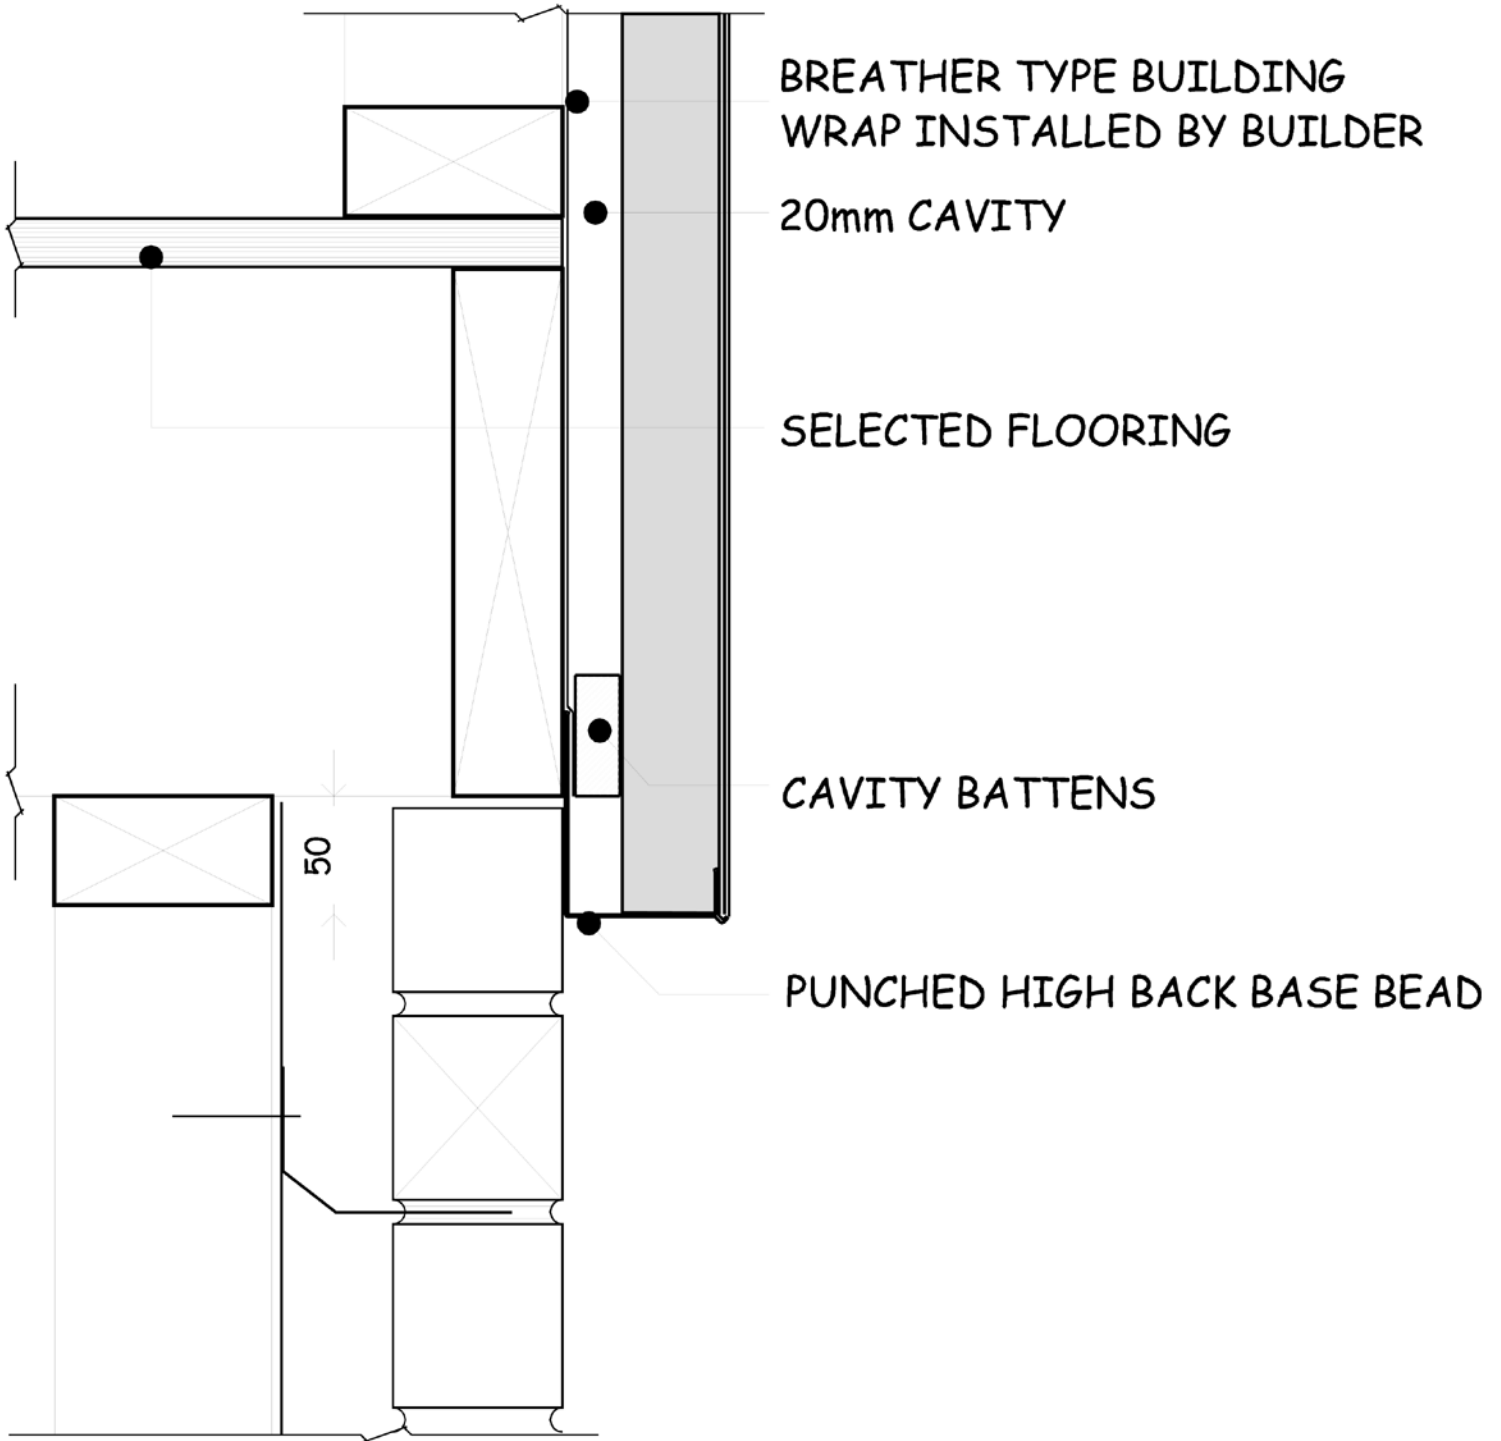 BREATHER TYPE BUILDING
WRAP INSTALLED BY BUILDER
20mm CAVITY
SELECTED FLOORING
CAVITY BATTENS
50
PUNCHED HIGH BACK BASE BEAD